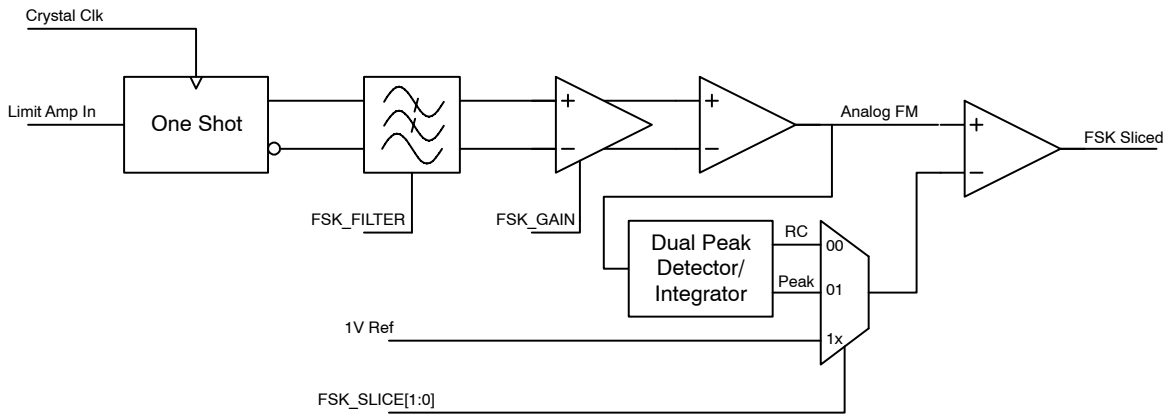 Crystal Clk
Limit Amp In
One Shot
FSK_FILTER
+
−
FSK_GAIN
+
−
Analog FM
+
−
FSK Sliced
Dual Peak
Detector/
Integrator
RC
00
Peak
01
1V Ref
1x
FSK_SLICE[1:0]